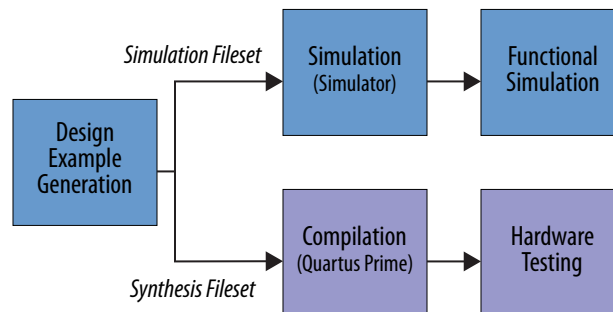 Simulation Fileset
Simulation
(Simulator)
Functional
Simulation
Design
Example
Generation
Compilation
(Quartus Prime)
Hardware
Testing
Synthesis Fileset